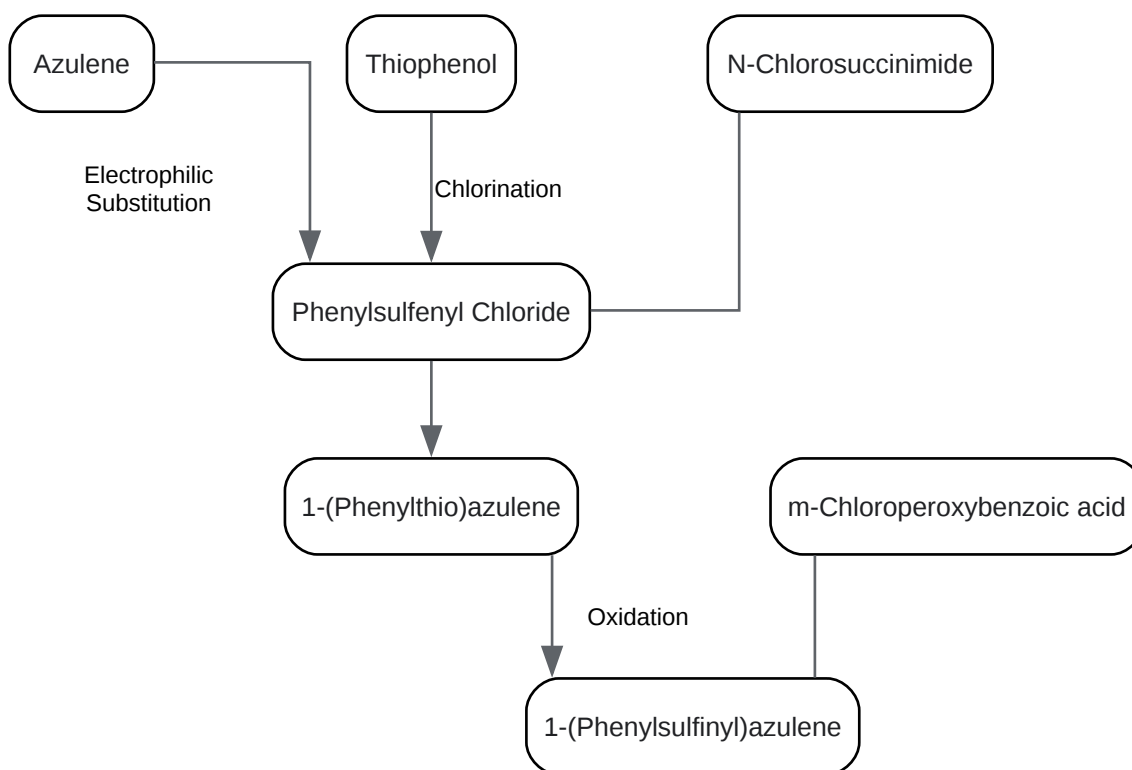 Azulene
Thiophenol
N-Chlorosuccinimide
Electrophilic
Substitution
Chlorination
Phenylsulfenyl Chloride
1-(Phenylthio)azulene
m-Chloroperoxybenzoic acid
Oxidation
1-(Phenylsulfinyl)azulene